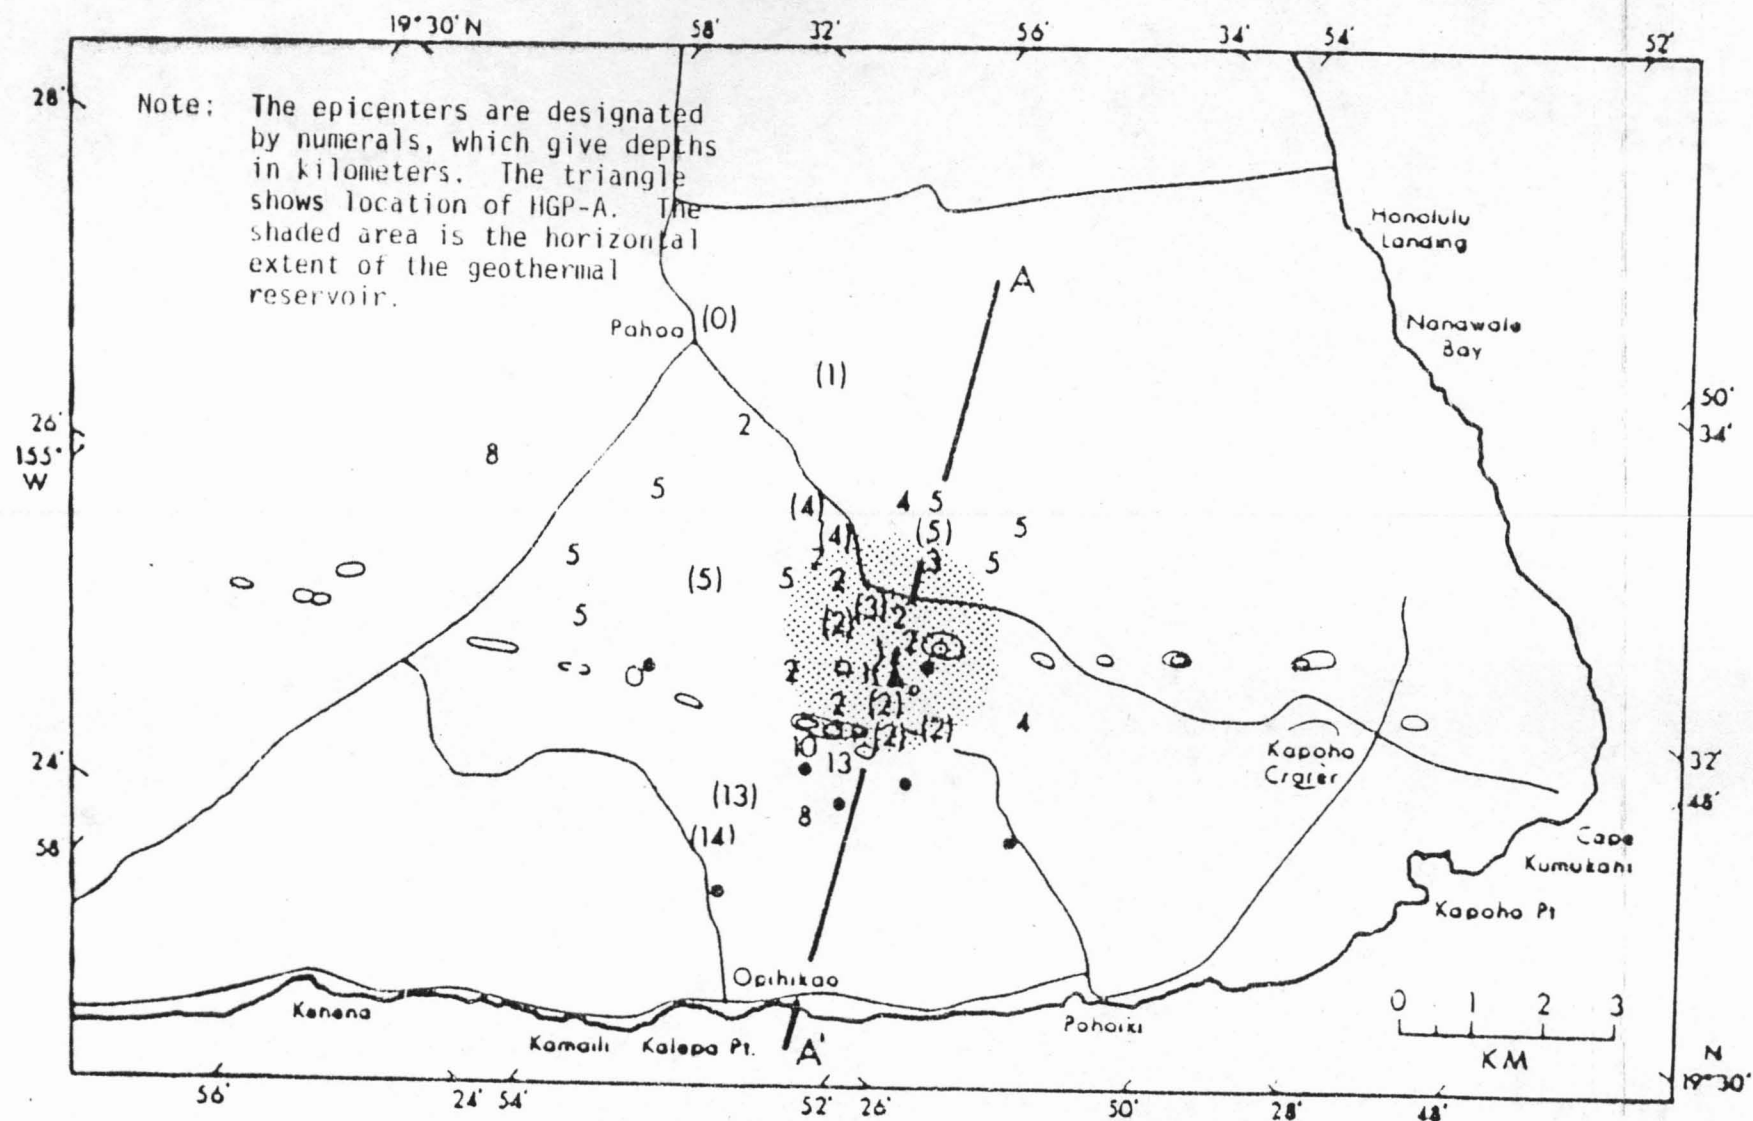 19°30'N 58' 32' 56' 34' 54' 52'
28'
Note: The epicenters are designated
by numerals, which give depths
in kilometers. The triangle
shows location of HGP-A. The
shaded area is the horizontal
extent of the geothermal
reservoir.
Honolulu
Landing
A
Pahoa (0)
Nanawale
Bay
(1)
50'
26'
2
34'
155°
W
8
5
(4)
4 5
5
(4) (5)
5
2 3 5
(5) 5 2
(3)
5
(2) 2
2
2
2 (2)
4
(2) (2)
10
13
Kapoho
Crater
24'
32'
(13)
8
48'
58'
(14)
Cape
Kumukahi
Kapoho Pt
Opihikao
Kehena
Pohoiki
0 1 2 3
KM
Kamaili Kalepa Pt. A'
N
19°30'
56' 24' 54' 52' 26' 50' 28' 48'